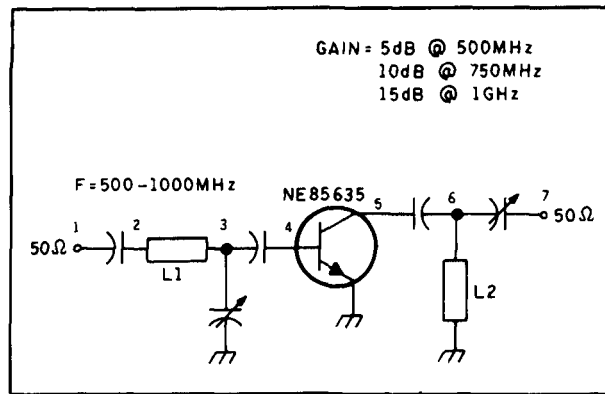 GAIN = 5dB @ 500MHz
10dB @ 750MHz
15dB @ 1GHz
F=500-1000MHz
NE85635
1 2 3 4 5 6 7
50Ω 50Ω
L1
L2